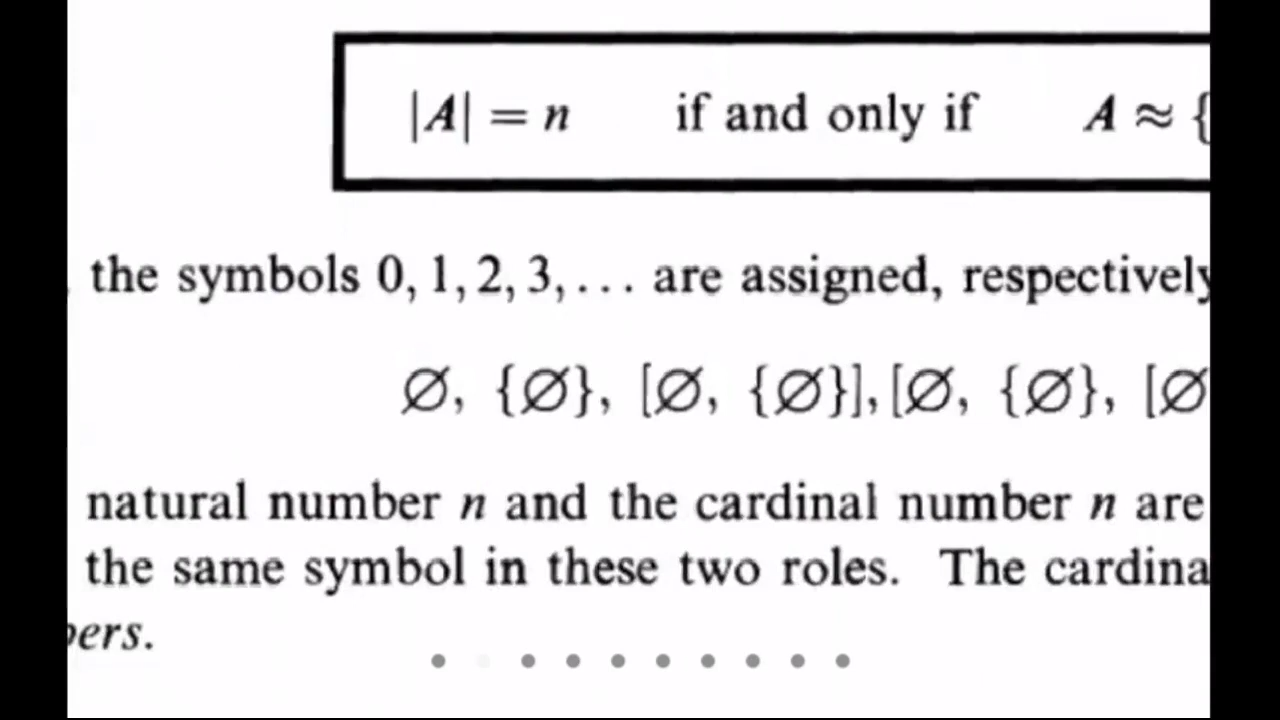 |A| = n if and only if A ≈ {
the symbols 0, 1, 2, 3, ... are assigned, respectively
∅, {∅}, [∅, {∅}], [∅, {∅}, [∅
natural number n and the cardinal number n are
the same symbol in these two roles. The cardina
bers.